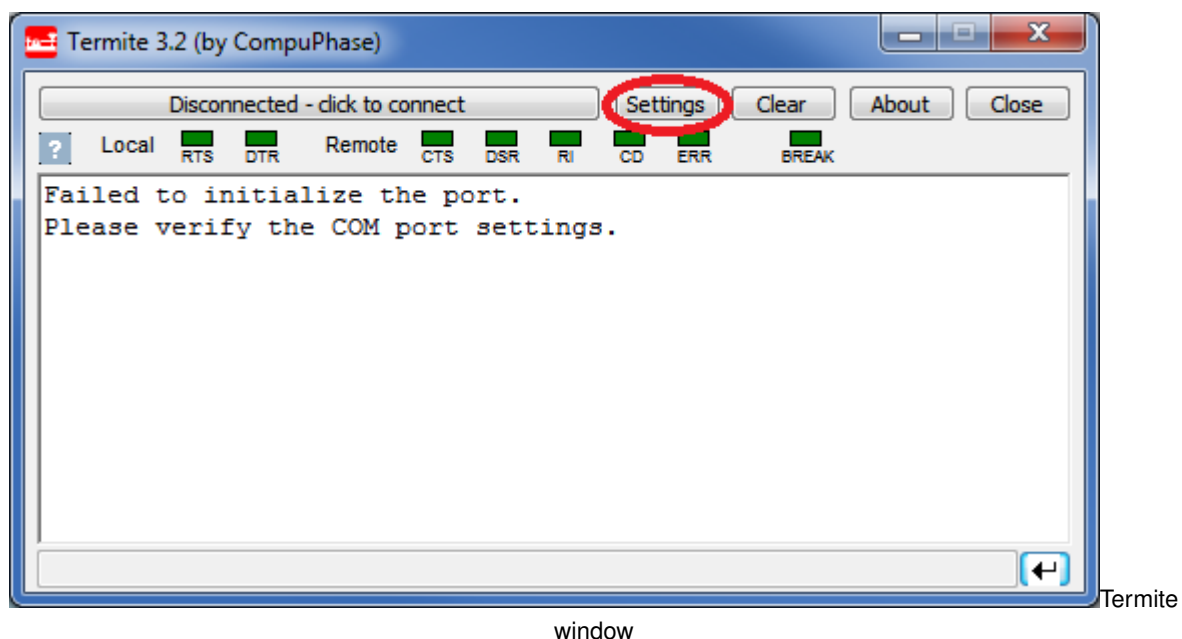 Termite 3.2 (by CompuPhase)
Disconnected - click to connect Settings Clear About Close
? Local RTS DTR Remote CTS DSR RI CD ERR BREAK
Failed to initialize the port.
Please verify the COM port settings.
Termite
window